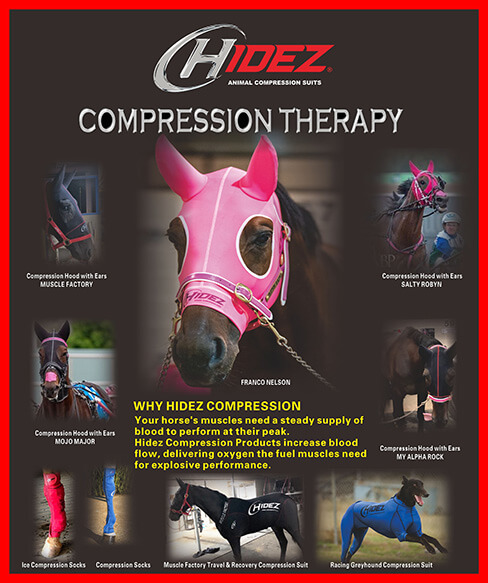 HIDEZ®
ANIMAL COMPRESSION SUITS
COMPRESSION THERAPY
Compression Hood with Ears
MUSCLE FACTORY
Compression Hood with Ears
SALTY ROBYN
HIDEZ
FRANCO NELSON
Compression Hood with Ears
MOJO MAJOR
Compression Hood with Ears
MY ALPHA ROCK
WHY HIDEZ COMPRESSION
Your horse's muscles need a steady supply of
blood to perform at their peak.
Hidez Compression Products increase blood
flow, delivering oxygen the fuel muscles need
for explosive performance.
HIDEZ
Ice Compression Socks
Compression Socks
Muscle Factory Travel & Recovery Compression Suit
Racing Greyhound Compression Suit